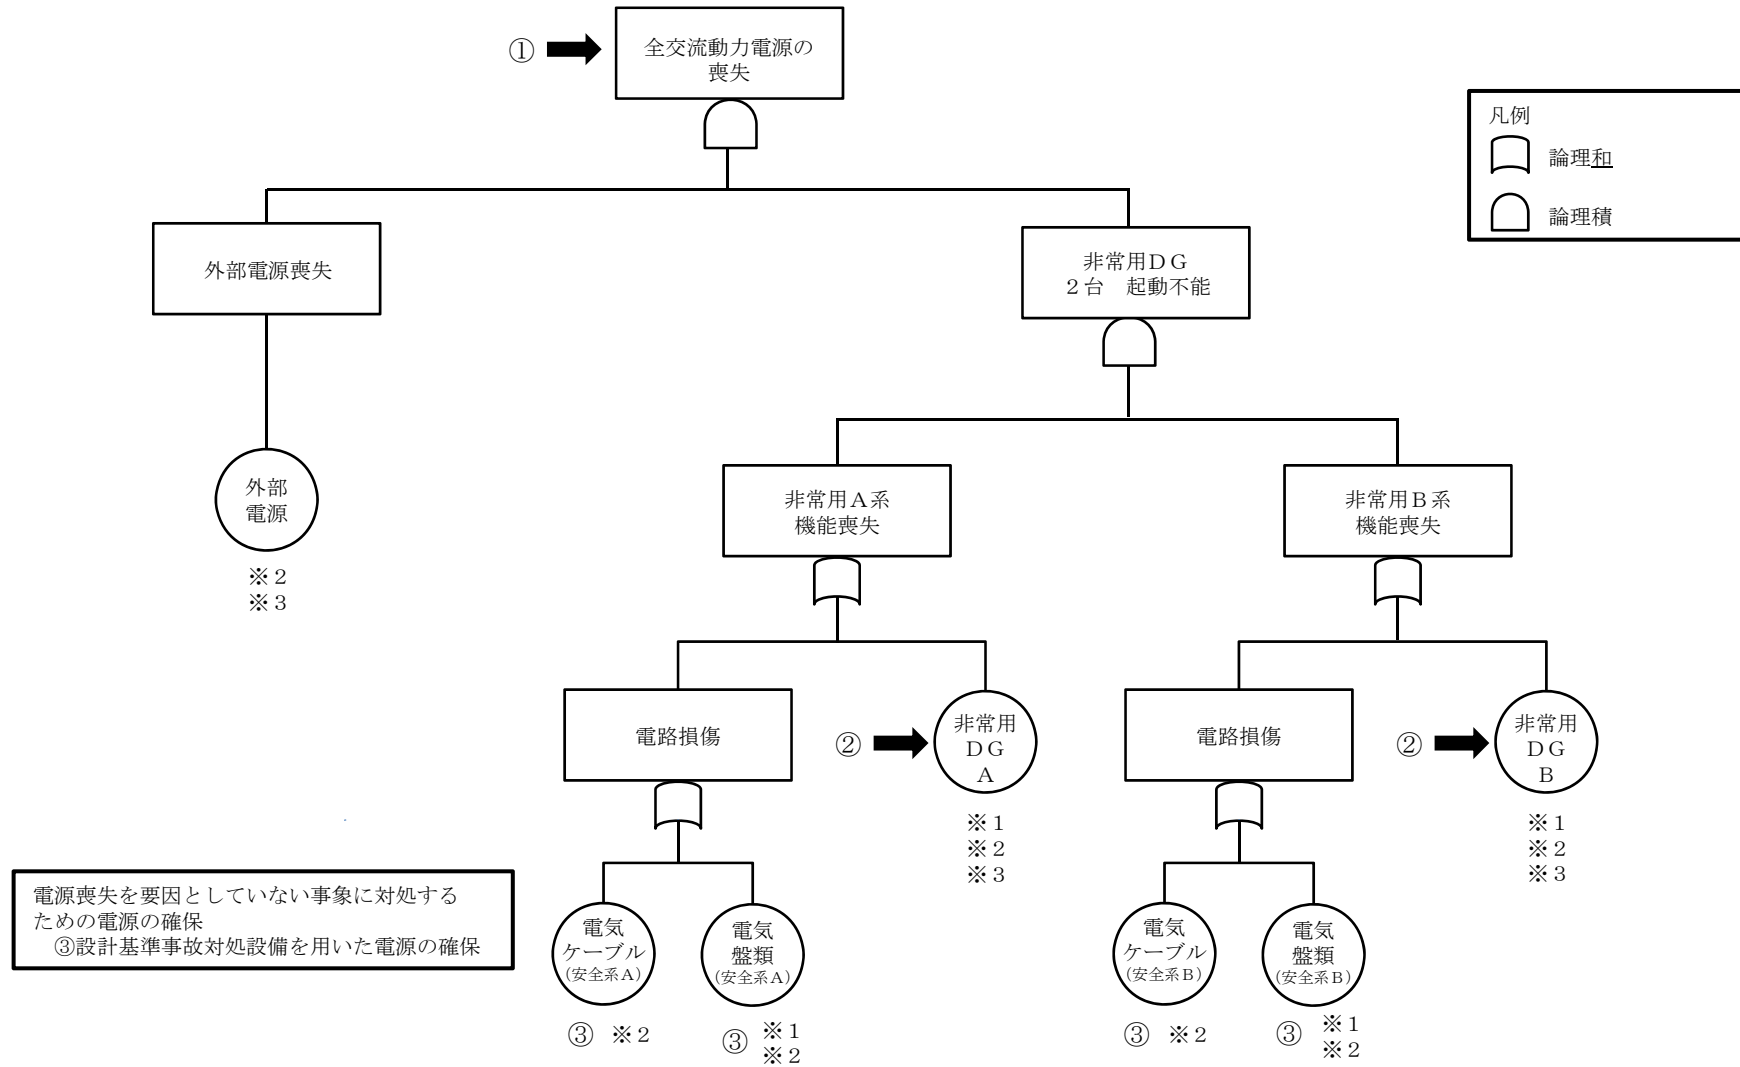 ①
全交流動力電源の
喪失
凡例
論理和
論理積
外部電源喪失
非常用ＤＧ
２台　起動不能
外部
電源
※２
※３
非常用Ａ系
機能喪失
非常用Ｂ系
機能喪失
電路損傷
②
非常用
ＤＧ
Ａ
※１
※２
※３
電路損傷
②
非常用
ＤＧ
Ｂ
※１
※２
※３
電源喪失を要因としていない事象に対処する
ための電源の確保
③設計基準事故対処設備を用いた電源の確保
電気
ケーブル
(安全系Ａ)
③ ※２
電気
盤類
(安全系Ａ)
③ ※１
※２
電気
ケーブル
(安全系Ｂ)
③ ※２
電気
盤類
(安全系Ｂ)
③ ※１
※２